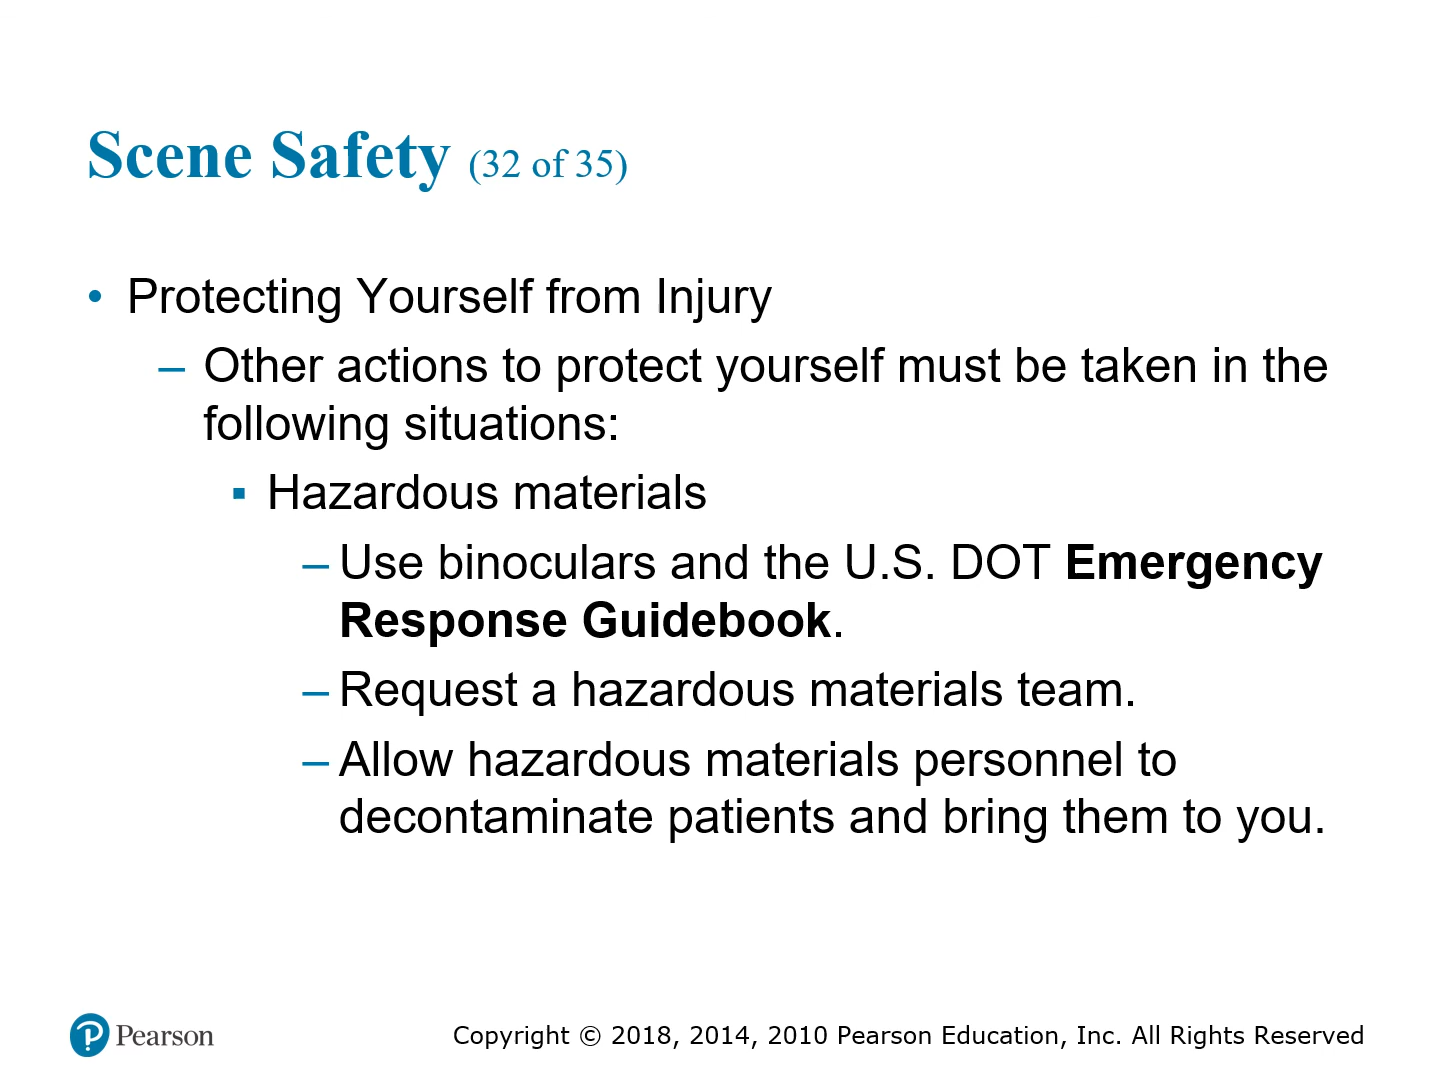 Scene Safety (32 of 35)
• Protecting Yourself from Injury
– Other actions to protect yourself must be taken in the
following situations:
▪ Hazardous materials
– Use binoculars and the U.S. DOT Emergency
Response Guidebook.
– Request a hazardous materials team.
– Allow hazardous materials personnel to
decontaminate patients and bring them to you.
Pearson
Copyright © 2018, 2014, 2010 Pearson Education, Inc. All Rights Reserved